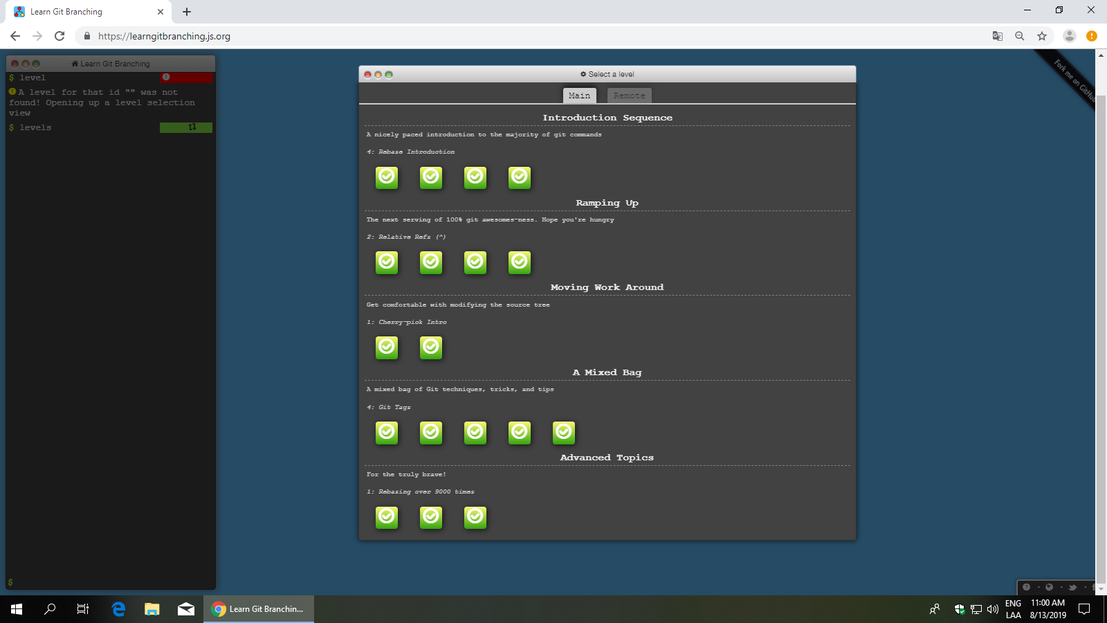 Learn Git Branching
https://learngitbranching.js.org
Learn Git Branching
$ level
A level for that id "" was not
found! Opening up a level selection
view
$ levels
$
Select a level
Main
Remote
Introduction Sequence
A nicely paced introduction to the majority of git commands
4: Rebase Introduction
Ramping Up
The next serving of 100% git awesomes-ness. Hope you're hungry
2: Relative Refs (^)
Moving Work Around
Get comfortable with modifying the source tree
1: Cherry-pick Intro
A Mixed Bag
A mixed bag of Git techniques, tricks, and tips
4: Git Tags
Advanced Topics
For the truly brave!
1: Rebasing over 9000 times
Fork me on GitHub
Learn Git Branchin...
ENG
LAA
11:00 AM
8/13/2019